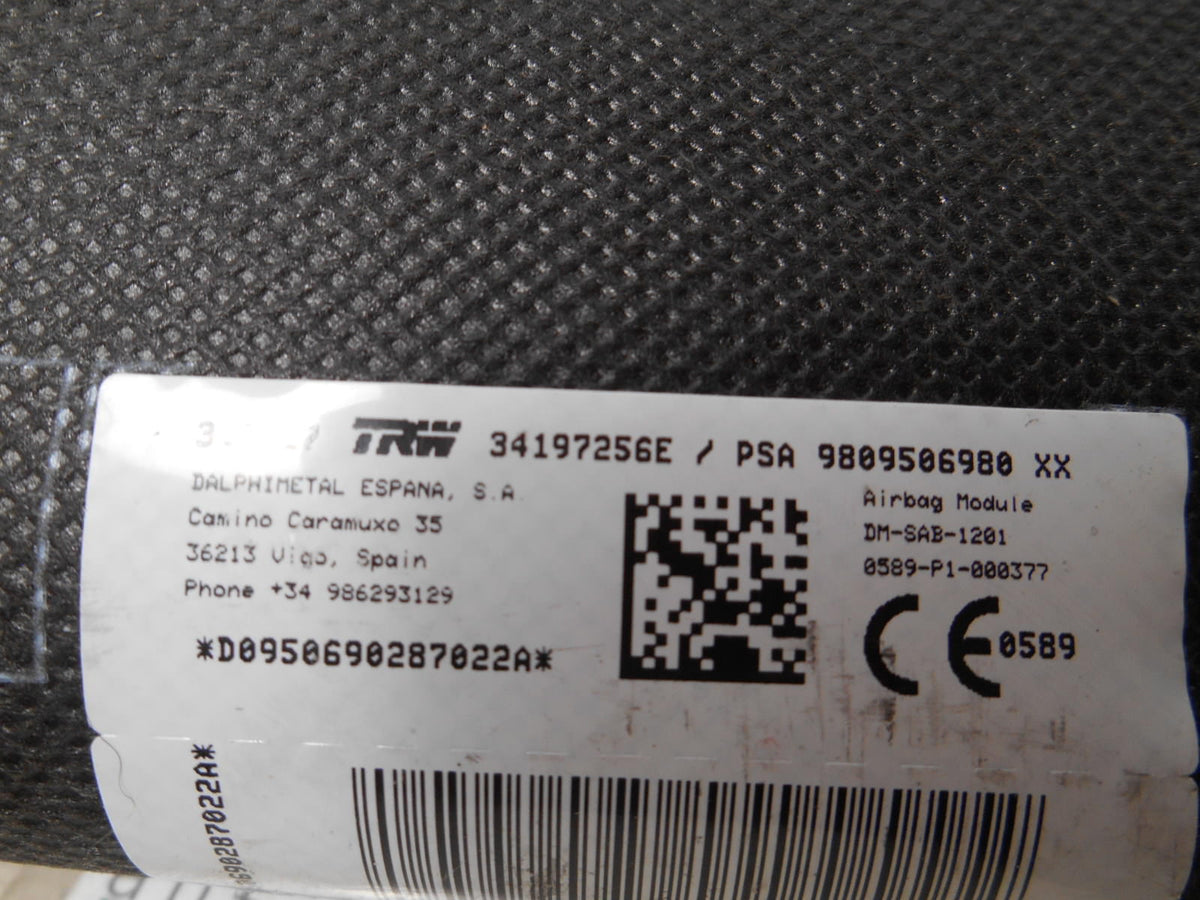 TRW 34197256E / PSA 9809506980 XX
DALPHIMETAL ESPANA, S.A.
Camino Caramuxo 35
36213 Vigo, Spain
Phone +34 986293129
*D0950690287022A*
Airbag Module
DM-SAB-1201
0589-P1-000377
CE 0589
690287022A*